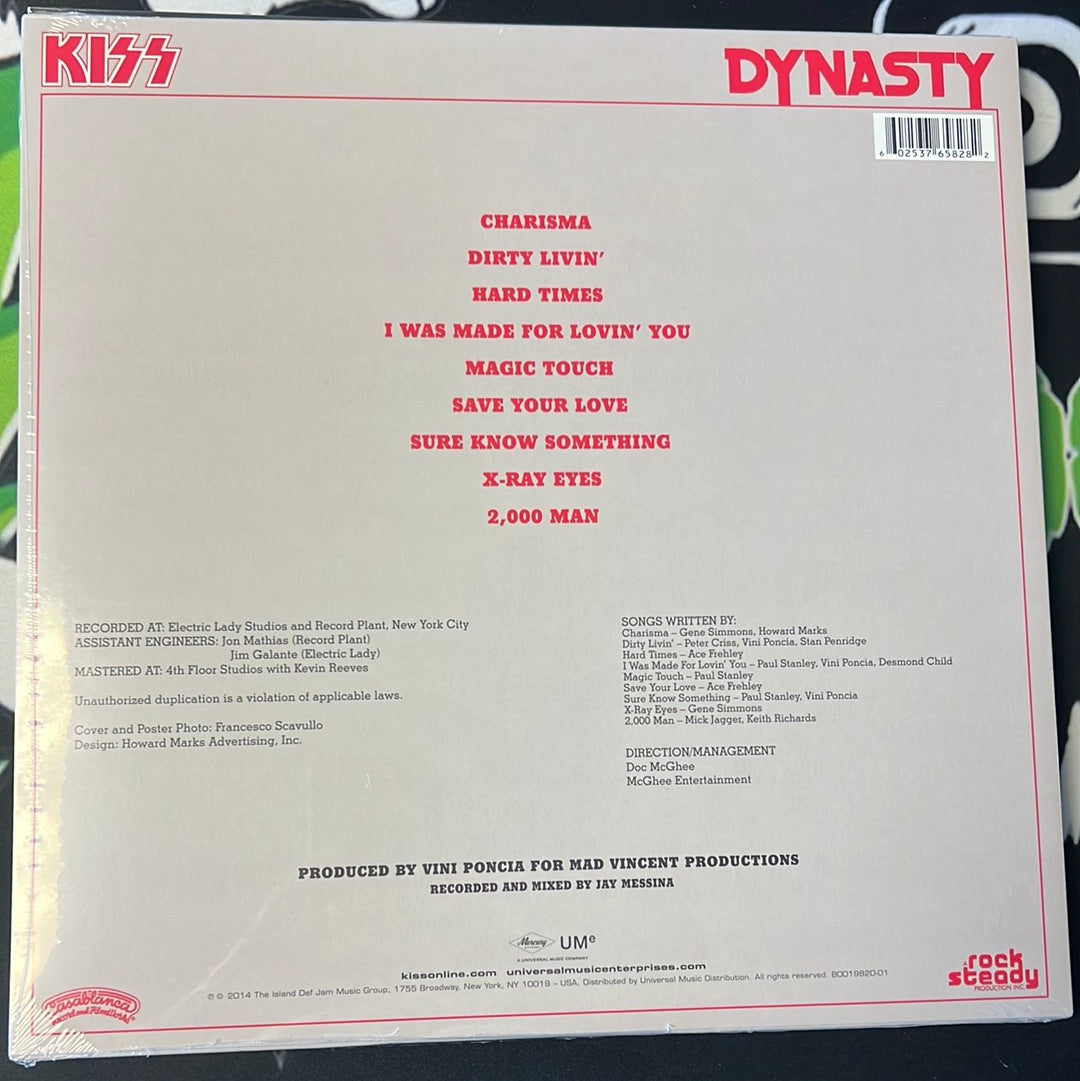 KISS
DYNASTY
6 02537 65828 2
CHARISMA
DIRTY LIVIN'
HARD TIMES
I WAS MADE FOR LOVIN' YOU
MAGIC TOUCH
SAVE YOUR LOVE
SURE KNOW SOMETHING
X-RAY EYES
2,000 MAN
RECORDED AT: Electric Lady Studios and Record Plant, New York City
ASSISTANT ENGINEERS: Jon Mathias (Record Plant)
Jim Galante (Electric Lady)
MASTERED AT: 4th Floor Studios with Kevin Reeves
Unauthorized duplication is a violation of applicable laws.
Cover and Poster Photo: Francesco Scavullo
Design: Howard Marks Advertising, Inc.
SONGS WRITTEN BY:
Charisma – Gene Simmons, Howard Marks
Dirty Livin' – Peter Criss, Vini Poncia, Stan Penridge
Hard Times – Ace Frehley
I Was Made For Lovin' You – Paul Stanley, Vini Poncia, Desmond Child
Magic Touch – Paul Stanley
Save Your Love – Ace Frehley
Sure Know Something – Paul Stanley, Vini Poncia
X-Ray Eyes – Gene Simmons
2,000 Man – Mick Jagger, Keith Richards
DIRECTION/MANAGEMENT
Doc McGhee
McGhee Entertainment
PRODUCED BY VINI PONCIA FOR MAD VINCENT PRODUCTIONS
RECORDED AND MIXED BY JAY MESSINA
Mercury RECORDS UMe
A UNIVERSAL MUSIC COMPANY
kissonline.com universalmusicenterprises.com
℗ © 2014 The Island Def Jam Music Group, 1755 Broadway, New York, NY 10019 – USA. Distributed by Universal Music Distribution. All rights reserved. B0019820-01
Casablanca
Record and FilmWorks
A rock
steady
PRODUCTION INC.